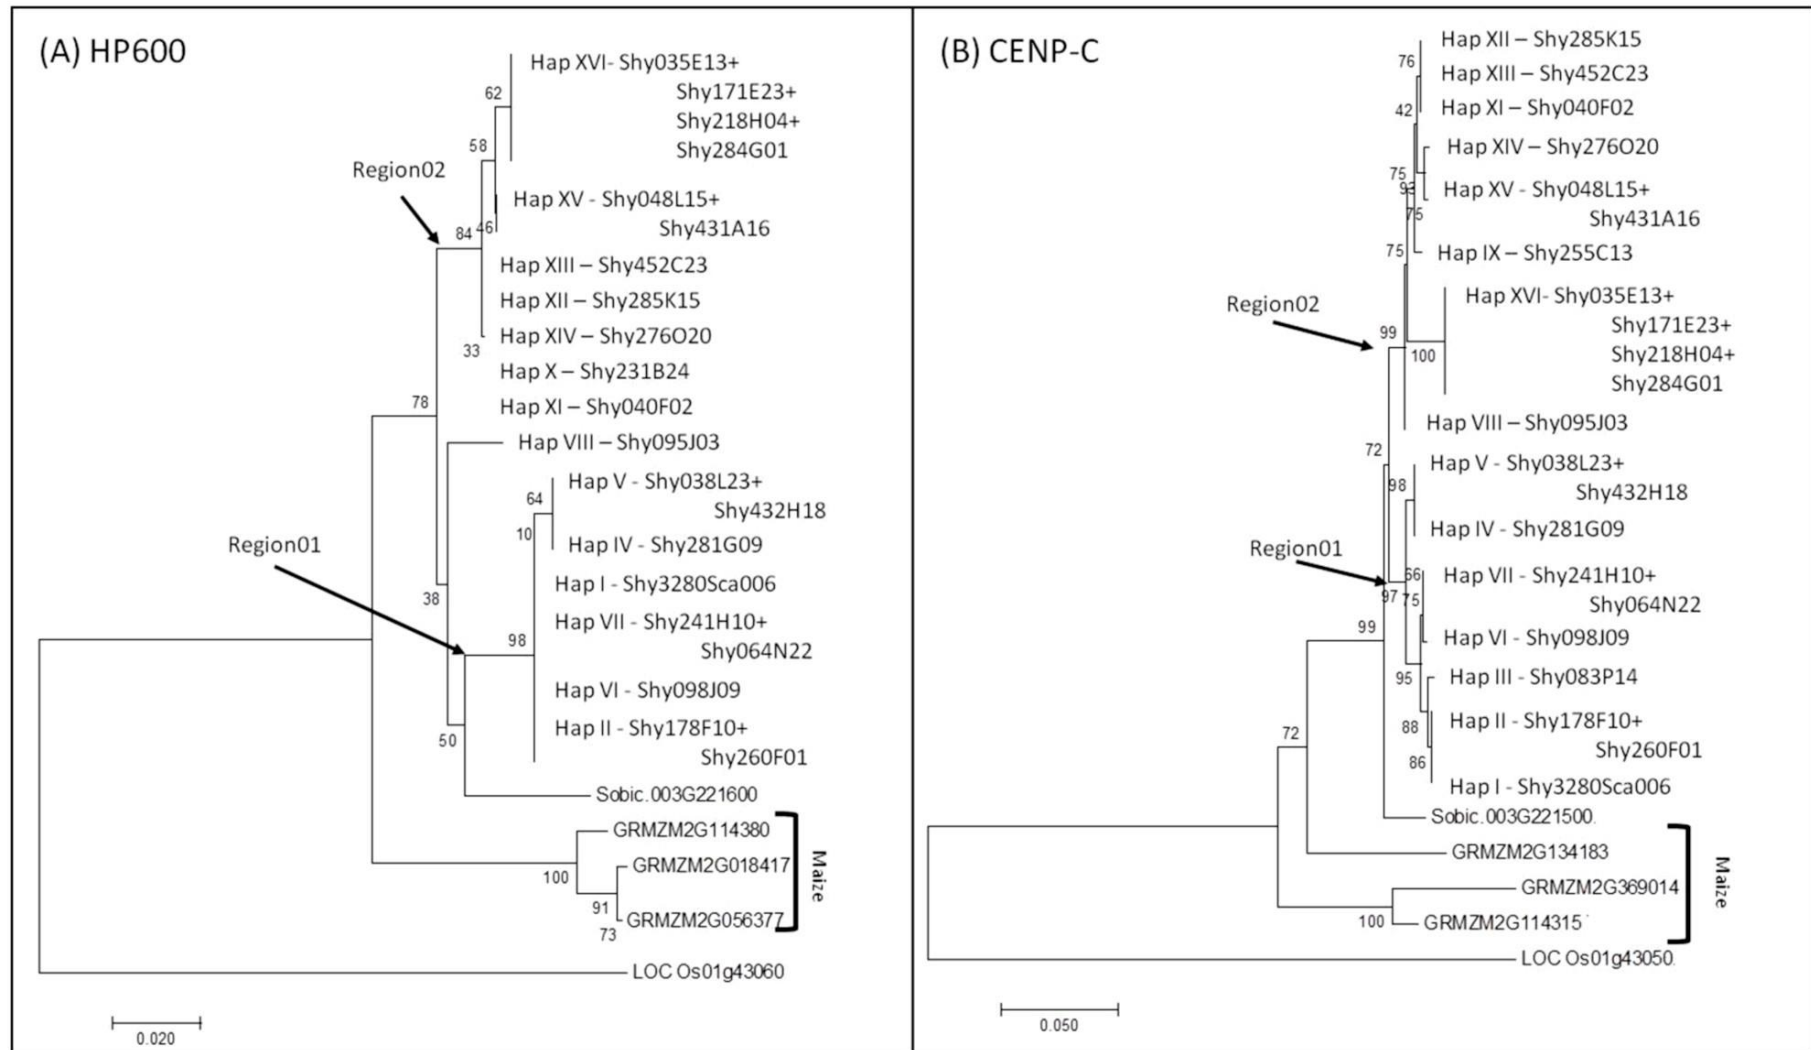 (A) HP600
Hap XVI- Shy035E13+
Shy171E23+
Shy218H04+
Shy284G01
62
58
Region02
Hap XV - Shy048L15+
Shy431A16
84
46
Hap XIII – Shy452C23
Hap XII – Shy285K15
Hap XIV – Shy276O20
33
Hap X – Shy231B24
Hap XI – Shy040F02
78
Hap VIII – Shy095J03
Hap V - Shy038L23+
Shy432H18
64
10
Hap IV - Shy281G09
Region01
Hap I - Shy3280Sca006
38
Hap VII - Shy241H10+
Shy064N22
98
Hap VI - Shy098J09
Hap II - Shy178F10+
Shy260F01
50
Sobic.003G221600
GRMZM2G114380
GRMZM2G018417
100
91
GRMZM2G056377
73
Maize
LOC Os01g43060
0.020
(B) CENP-C
Hap XII – Shy285K15
76
Hap XIII – Shy452C23
Hap XI – Shy040F02
42
Hap XIV – Shy276O20
75
93
Hap XV - Shy048L15+
Shy431A16
75
75
Hap IX – Shy255C13
Region02
Hap XVI- Shy035E13+
Shy171E23+
Shy218H04+
Shy284G01
99
100
Hap VIII – Shy095J03
72
Hap V - Shy038L23+
Shy432H18
98
Hap IV - Shy281G09
Region01
Hap VII - Shy241H10+
Shy064N22
66
97
75
Hap VI - Shy098J09
99
Hap III - Shy083P14
95
Hap II - Shy178F10+
Shy260F01
88
86
Hap I - Shy3280Sca006
72
Sobic.003G221500.
GRMZM2G134183
GRMZM2G369014
100
GRMZM2G114315
Maize
LOC Os01g43050.
0.050